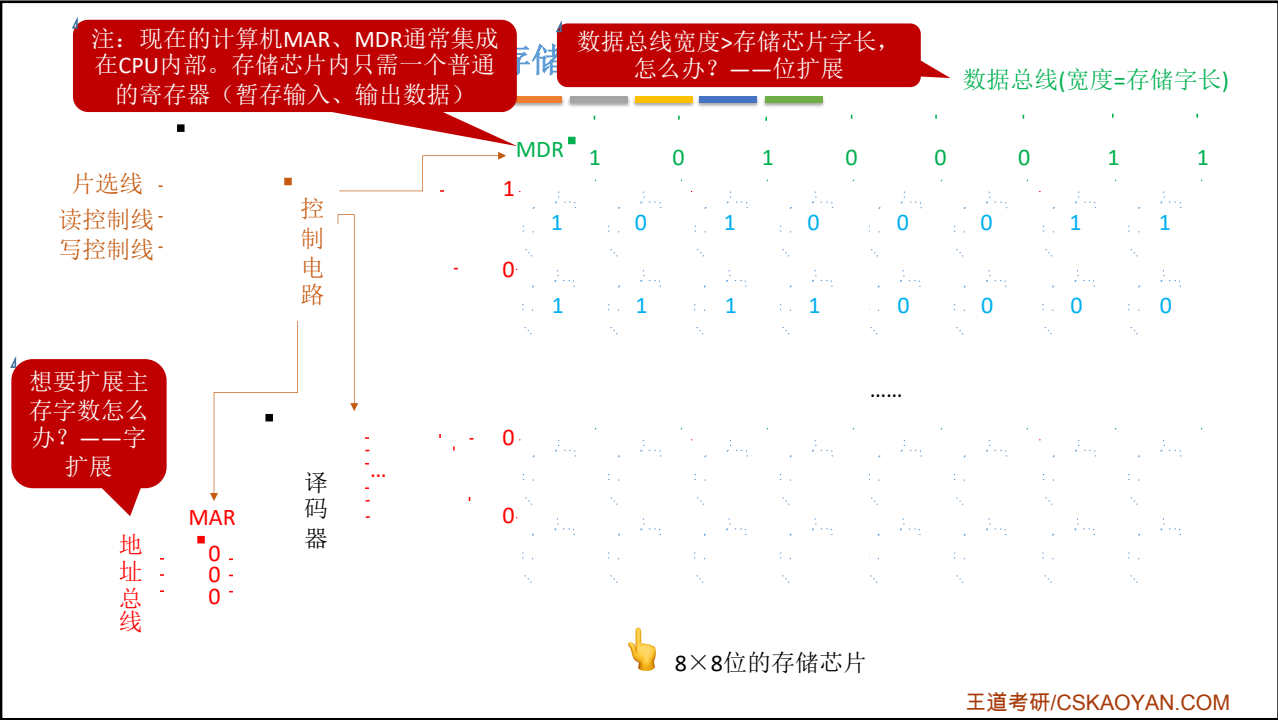 注：现在的计算机MAR、MDR通常集成
在CPU内部。存储芯片内只需一个普通
的寄存器（暂存输入、输出数据）
存储
数据总线宽度>存储芯片字长，
怎么办？——位扩展
数据总线(宽度=存储字长)
MDR
1 0 1 0 0 0 1 1
片选线
读控制线
写控制线
控
制
电
路
1
1 0 1 0 0 0 1 1
0
1 1 1 1 0 0 0 0
……
想要扩展主
存字数怎么
办？——字
扩展
0
…
译
码
器
0
MAR
地
址
总
线
0
0
0
8×8位的存储芯片
王道考研/CSKAOYAN.COM